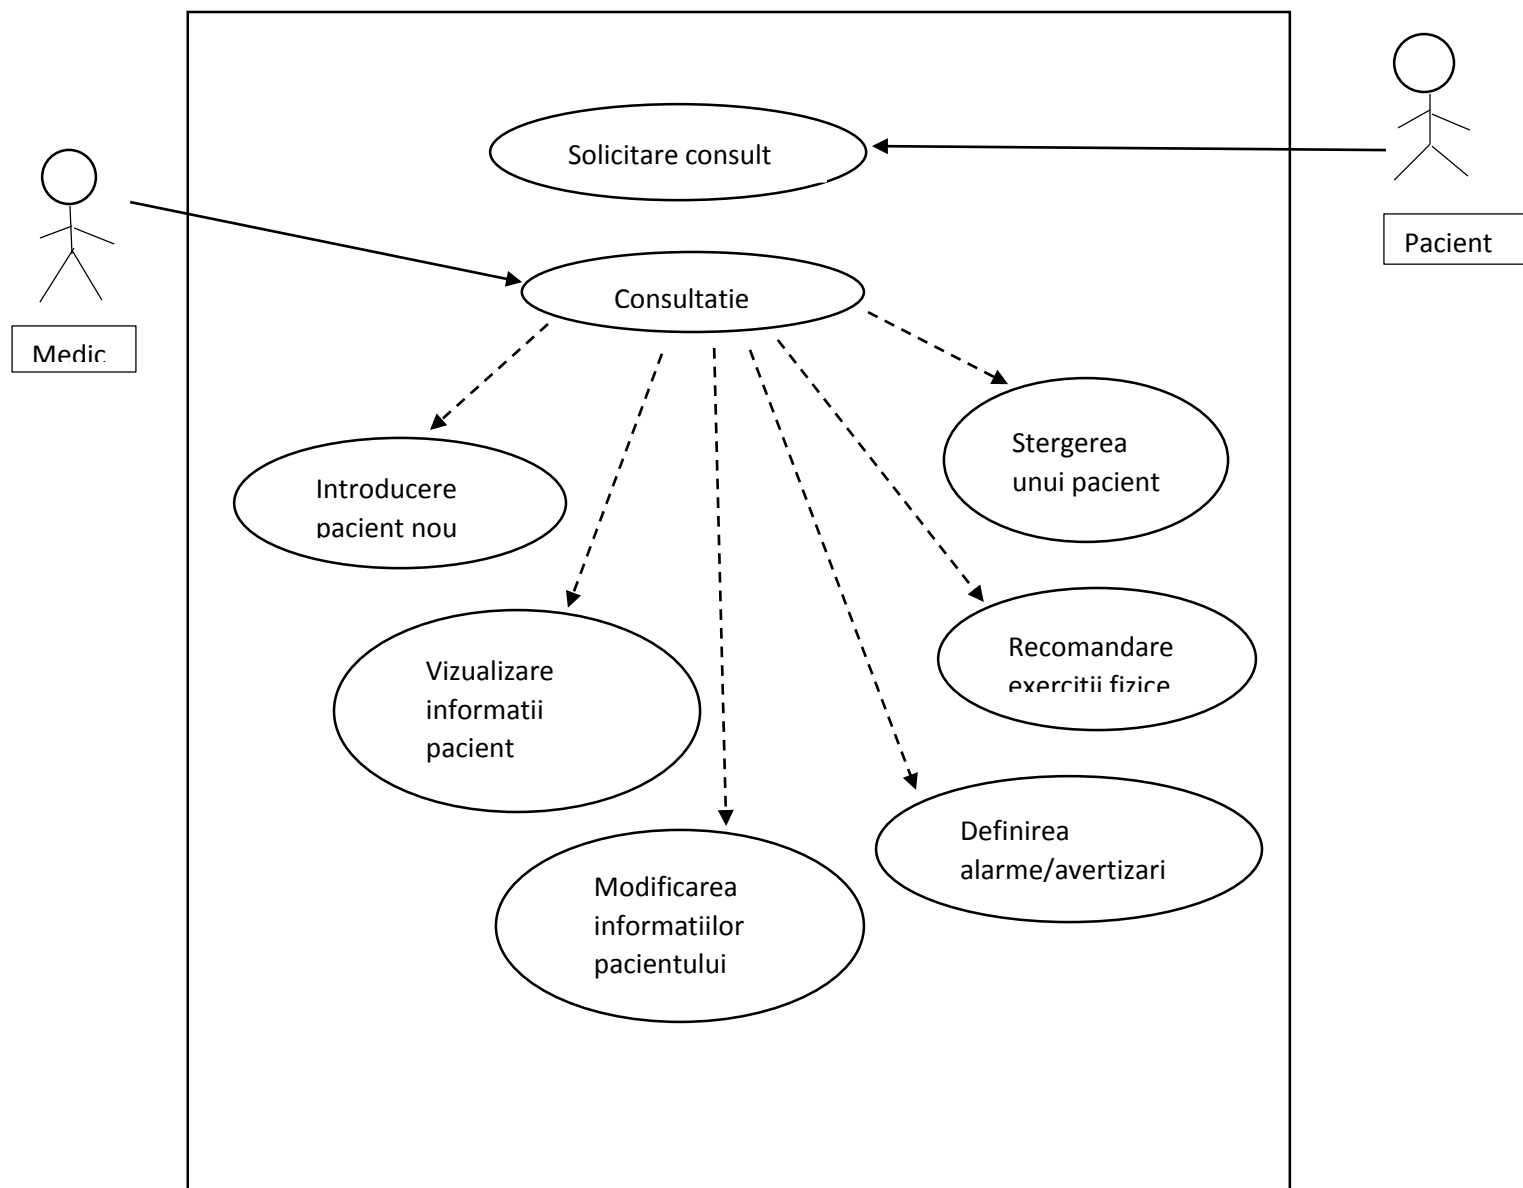 Solicitare consult
Pacient
Consultatie
Medic
Stergerea
unui pacient
Introducere
pacient nou
Recomandare
exercitii fizice
Vizualizare
informatii
pacient
Definirea
alarme/avertizari
Modificarea
informatiilor
pacientului